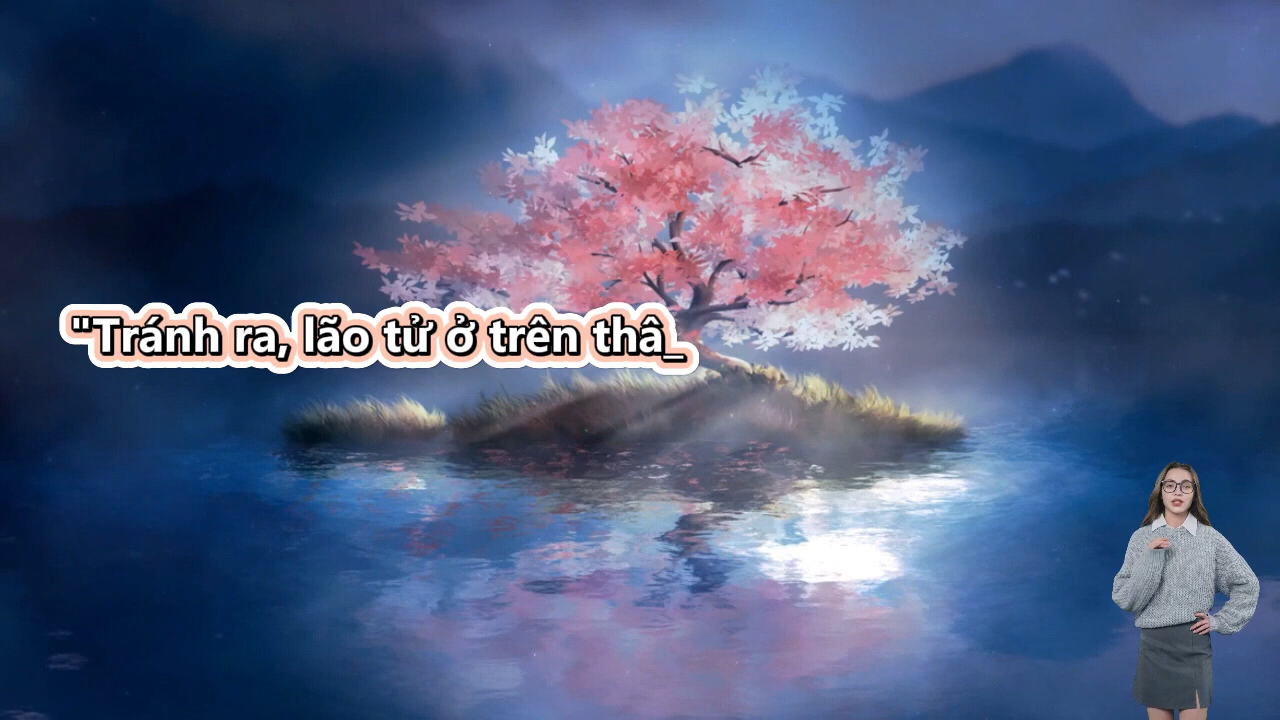 "Tránh ra, lão tử ở trên thâ_